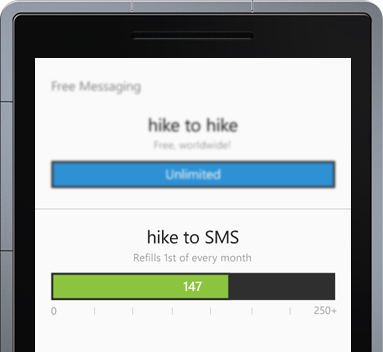 Free Messaging
hike to hike
Free, worldwide!
Unlimited
hike to SMS
Refills 1st of every month
147
0 250+